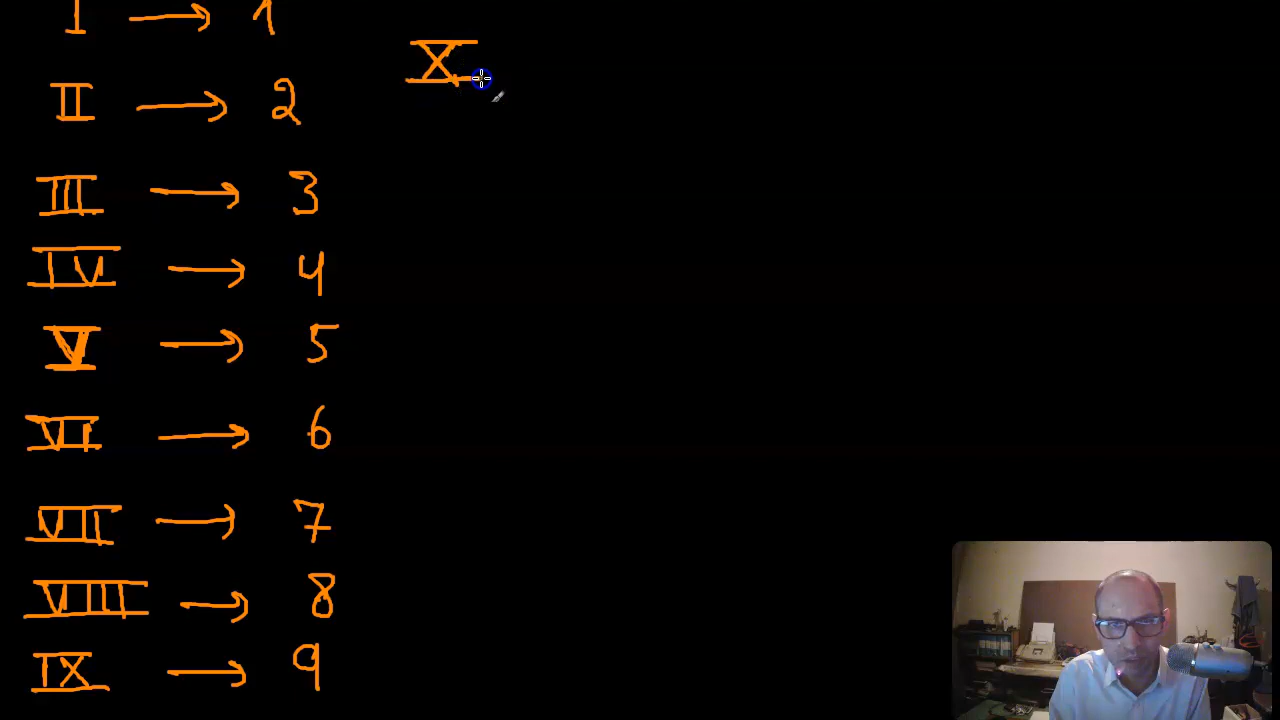 I → 1
II → 2
III → 3
IV → 4
V → 5
VI → 6
VII → 7
VIII → 8
IX → 9
X